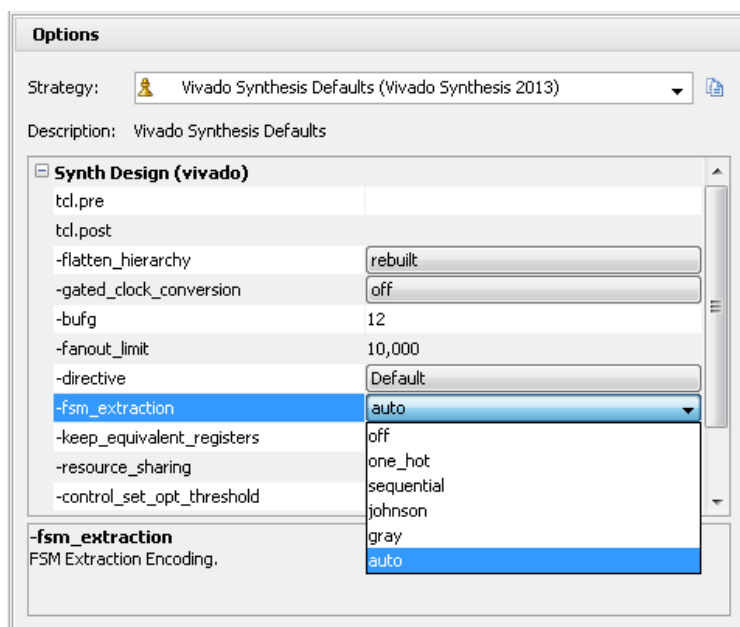 Options
Strategy: Vivado Synthesis Defaults (Vivado Synthesis 2013)
Description: Vivado Synthesis Defaults
Synth Design (vivado)
tcl.pre
tcl.post
-flatten_hierarchy rebuilt
-gated_clock_conversion off
-bufg 12
-fanout_limit 10,000
-directive Default
-fsm_extraction auto
-keep_equivalent_registers off
one_hot
-resource_sharing sequential
-control_set_opt_threshold johnson
gray
-fsm_extraction
FSM Extraction Encoding. auto